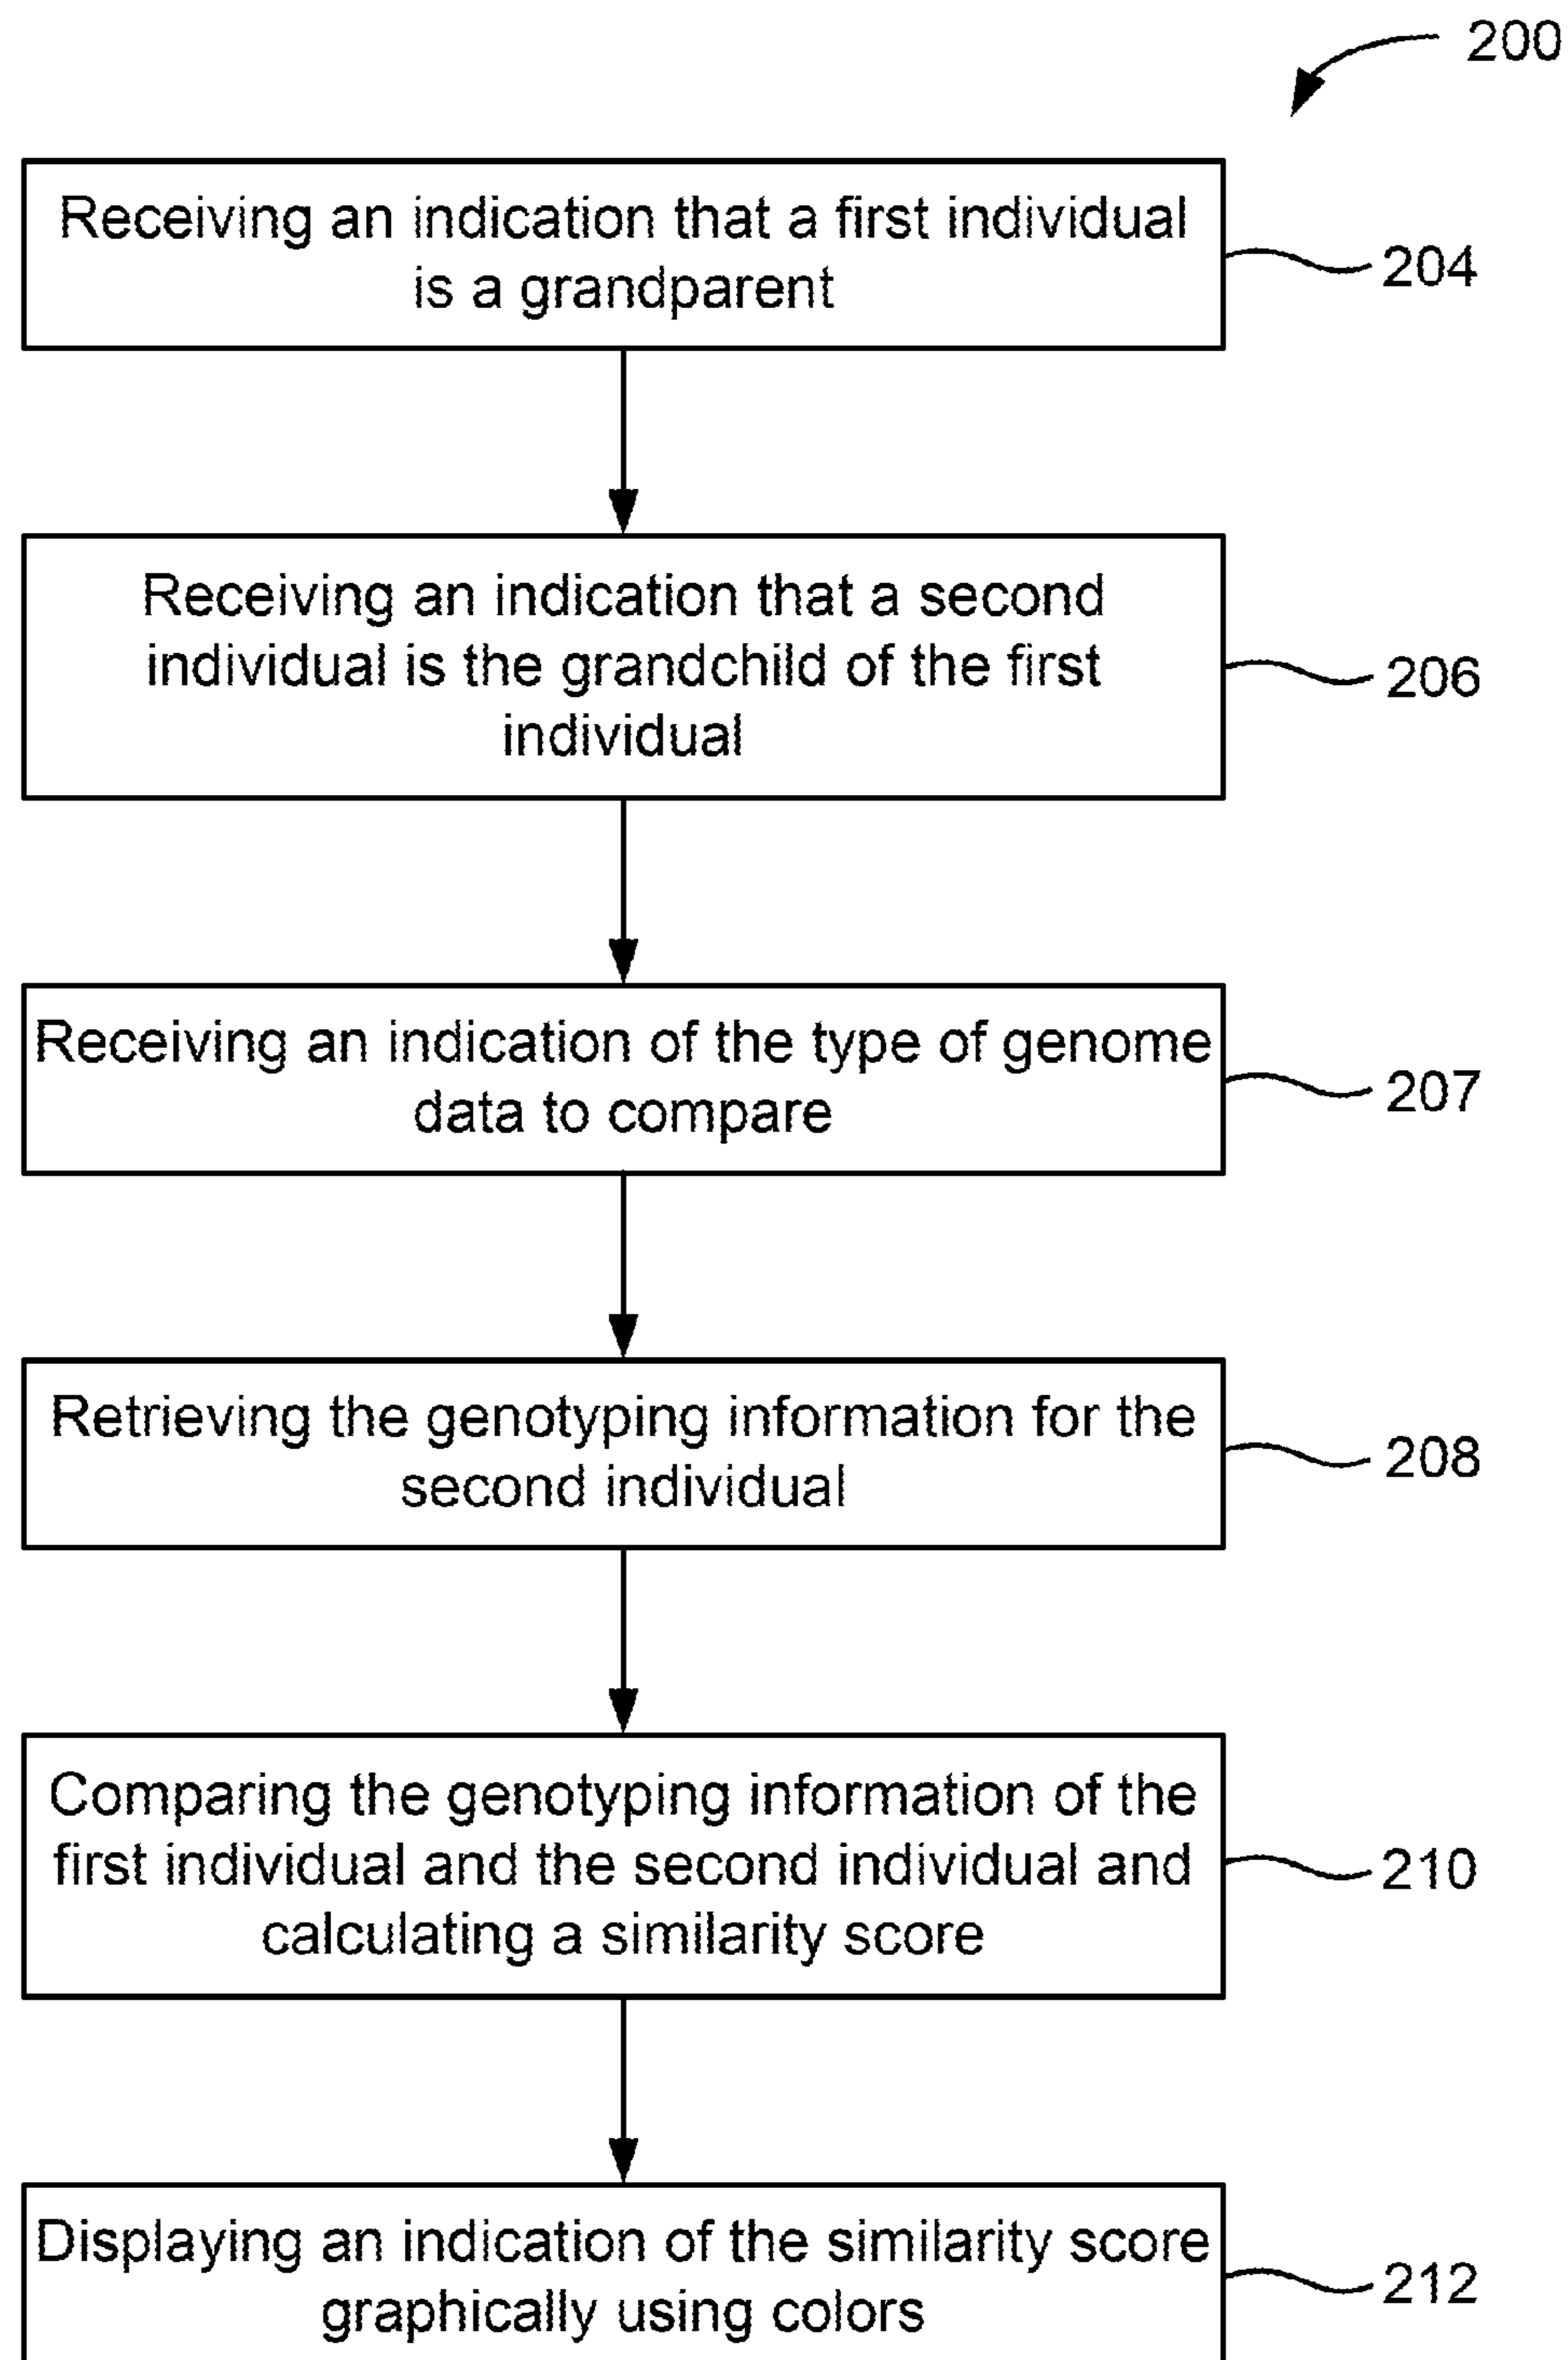 200
Receiving an indication that a first individual
is a grandparent
204
Receiving an indication that a second
individual is the grandchild of the first
individual
206
Receiving an indication of the type of genome
data to compare
207
Retrieving the genotyping information for the
second individual
208
Comparing the genotyping information of the
first individual and the second individual and
calculating a similarity score
210
Displaying an indication of the similarity score
graphically using colors
212